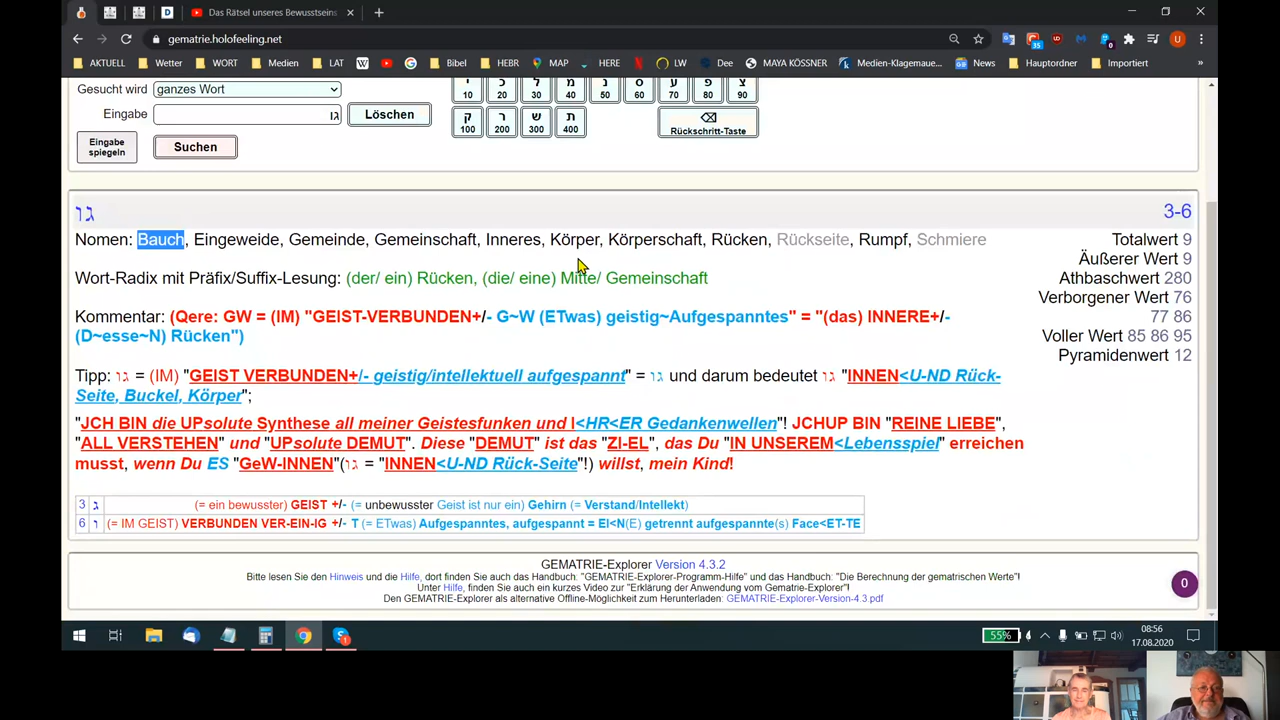 Das Rätsel unseres Bewusstseins
gematrie.holofeeling.net
AKTUELL Wetter WORT Medien LAT Bibel HEBR MAP HERE LW Dee MAYA KÖSSNER Medien-Klagemaue... News Hauptordner Importiert
Gesucht wird ganzes Wort
י 10 כ 20 ל 30 מ 40 נ 50 ס 60 ע 70 פ 80 צ 90
Eingabe גו Löschen
ק 100 ר 200 ש 300 ת 400 Rückschritt-Taste
Eingabe spiegeln Suchen
גו 3-6
Nomen: Bauch, Eingeweide, Gemeinde, Gemeinschaft, Inneres, Körper, Körperschaft, Rücken, Rückseite, Rumpf, Schmiere
Totalwert 9
Äußerer Wert 9
Athbaschwert 280
Verborgener Wert 76
77 86
Voller Wert 85 86 95
Pyramidenwert 12
Wort-Radix mit Präfix/Suffix-Lesung: (der/ ein) Rücken, (die/ eine) Mitte/ Gemeinschaft
Kommentar: (Qere: GW = (IM) "GEIST-VERBUNDEN+/- G~W (ETwas) geistig~Aufgespanntes" = "(das) INNERE+/-
(D~esse~N) Rücken")
Tipp: גו = (IM) "GEIST VERBUNDEN+/- geistig/intellektuell aufgespannt" = גו und darum bedeutet גו "INNEN<U-ND Rück-
Seite, Buckel, Körper";
"JCH BIN die UPsolute Synthese all meiner Geistesfunken und I<HR<ER Gedankenwellen"! JCHUP BIN "REINE LIEBE",
"ALL VERSTEHEN" und "UPsolute DEMUT". Diese "DEMUT" ist das "ZI-EL", das Du "IN UNSEREM<Lebensspiel" erreichen
musst, wenn Du ES "GeW-INNEN"(גו = "INNEN<U-ND Rück-Seite"!) willst, mein Kind!
3 ג (= ein bewusster) GEIST +/- (= unbewusster Geist ist nur ein) Gehirn (= Verstand/Intellekt)
6 ו (= IM GEIST) VERBUNDEN VER-EIN-IG +/- T (= ETwas) Aufgespanntes, aufgespannt = EI<N(E) getrennt aufgespannte(s) Face<ET-TE
GEMATRIE-Explorer Version 4.3.2
Bitte lesen Sie den Hinweis und die Hilfe, dort finden Sie auch das Handbuch: "GEMATRIE-Explorer-Programm-Hilfe" und das Handbuch: "Die Berechnung der gematrischen Werte"!
Unter Hilfe, finden Sie auch ein kurzes Video zur "Erklärung der Anwendung vom Gematrie-Explorer"!
Den GEMATRIE-Explorer als alternative Offline-Möglichkeit zum Herunterladen: GEMATRIE-Explorer-Version-4.3.pdf
0
55% 08:56
17.08.2020